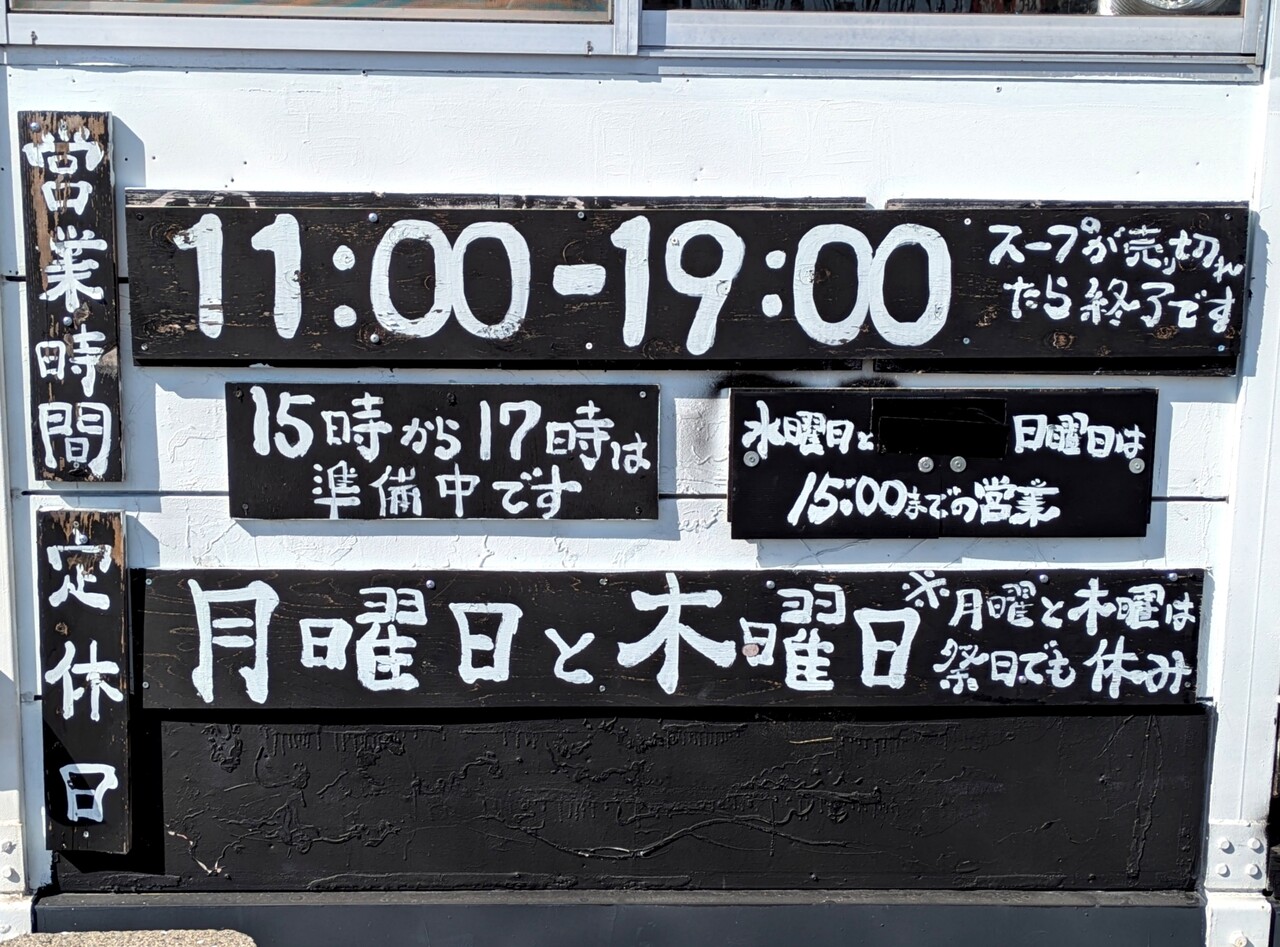 営業時間
11:00-19:00
スープが売り切れ
たら終了です
15時から17時は
準備中です
水曜日と 日曜日は
15:00までの営業
定休日
月曜日と木曜日
※月曜と木曜は
祭日でも休み